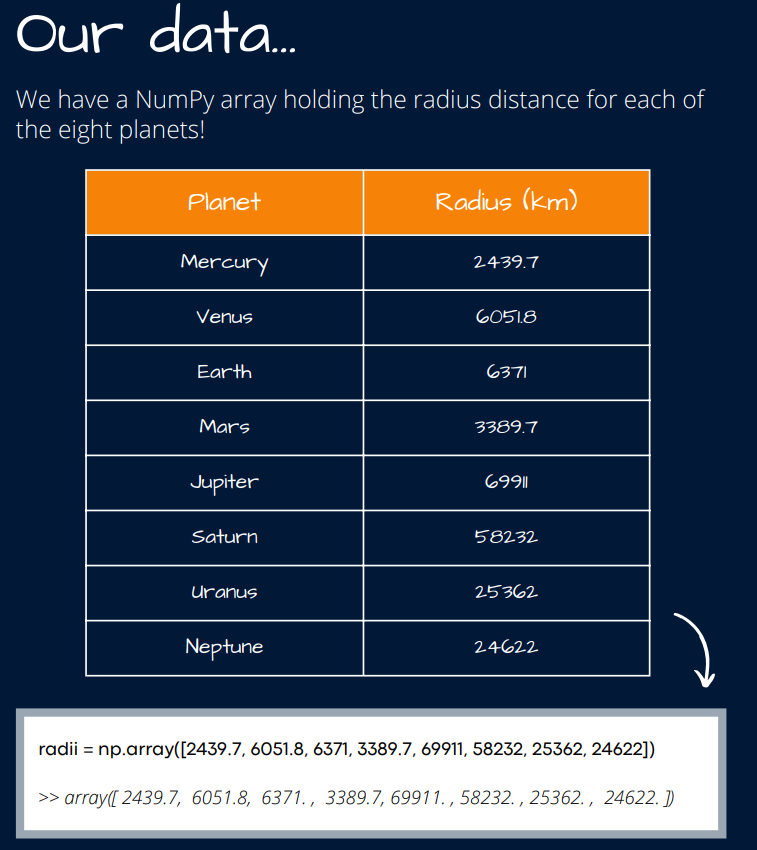 Our data...
We have a NumPy array holding the radius distance for each of
the eight planets!
Planet Radius (km)
Mercury 2439.7
Venus 6051.8
Earth 6371
Mars 3389.7
Jupiter 69911
Saturn 58232
Uranus 25362
Neptune 24622
radii = np.array([2439.7, 6051.8, 6371, 3389.7, 69911, 58232, 25362, 24622])
>> array([ 2439.7,  6051.8,  6371. ,  3389.7, 69911. , 58232. , 25362. ,  24622. ])